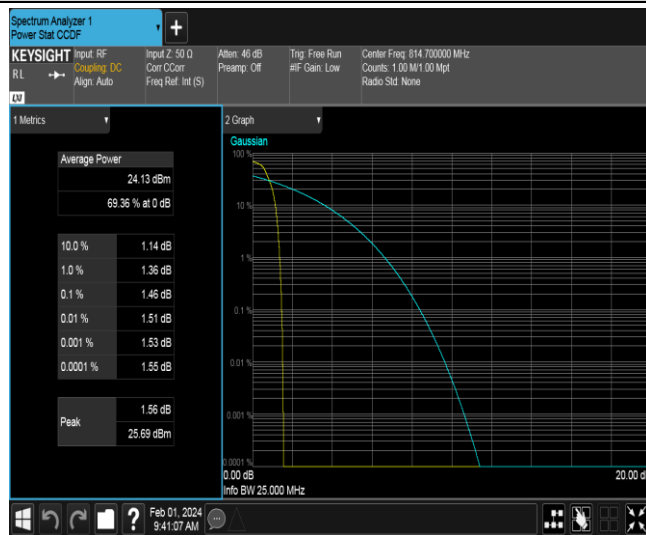 Spectrum Analyzer 1
Power Stat CCDF
+
KEYSIGHT Input: RF Input Z: 50 Ω Atten: 46 dB Trig: Free Run Center Freq: 814.700000 MHz
RL Coupling: DC Corr CCorr Preamp: Off #IF Gain: Low Counts: 1.00 M/1.00 Mpt
Align: Auto Freq Ref: Int (S) Radio Std: None
LXI
1 Metrics
2 Graph
Average Power
24.13 dBm
69.36 % at 0 dB
10.0 % 1.14 dB
1.0 % 1.36 dB
0.1 % 1.46 dB
0.01 % 1.51 dB
0.001 % 1.53 dB
0.0001 % 1.55 dB
Peak 1.56 dB
25.69 dBm
Gaussian
100 %
10 %
1 %
0.1 %
0.01 %
0.001 %
0.0001 %
0.00 dB 20.00 d
Info BW 25.000 MHz
? Feb 01, 2024
9:41:07 AM